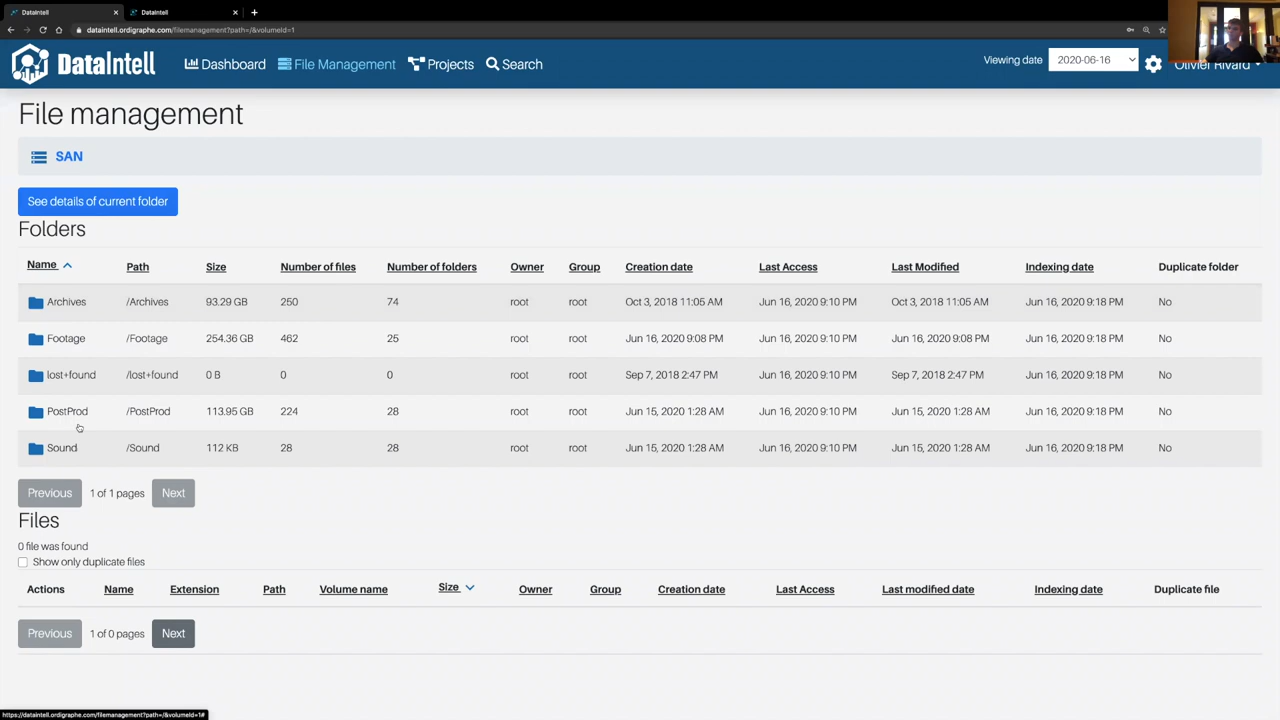 DataIntell
DataIntell
dataintell.ordigraphe.com/filemanagement?path=/&volumeId=1
DataIntell Dashboard File Management Projects Search Viewing date 2020-06-16 Olivier Rivard
File management
SAN
See details of current folder
Folders
Name Path Size Number of files Number of folders Owner Group Creation date Last Access Last Modified Indexing date Duplicate folder
Archives /Archives 93.29 GB 250 74 root root Oct 3, 2018 11:05 AM Jun 16, 2020 9:10 PM Oct 3, 2018 11:05 AM Jun 16, 2020 9:18 PM No
Footage /Footage 254.36 GB 462 25 root root Jun 16, 2020 9:08 PM Jun 16, 2020 9:10 PM Jun 16, 2020 9:08 PM Jun 16, 2020 9:18 PM No
lost+found /lost+found 0 B 0 0 root root Sep 7, 2018 2:47 PM Jun 16, 2020 9:10 PM Sep 7, 2018 2:47 PM Jun 16, 2020 9:18 PM No
PostProd /PostProd 113.95 GB 224 28 root root Jun 15, 2020 1:28 AM Jun 16, 2020 9:10 PM Jun 15, 2020 1:28 AM Jun 16, 2020 9:18 PM No
Sound /Sound 112 KB 28 28 root root Jun 15, 2020 1:28 AM Jun 16, 2020 9:10 PM Jun 15, 2020 1:28 AM Jun 16, 2020 9:18 PM No
Previous 1 of 1 pages Next
Files
0 file was found
Show only duplicate files
Actions Name Extension Path Volume name Size Owner Group Creation date Last Access Last modified date Indexing date Duplicate file
Previous 1 of 0 pages Next
https://dataintell.ordigraphe.com/filemanagement?path=/&volumeId=1#